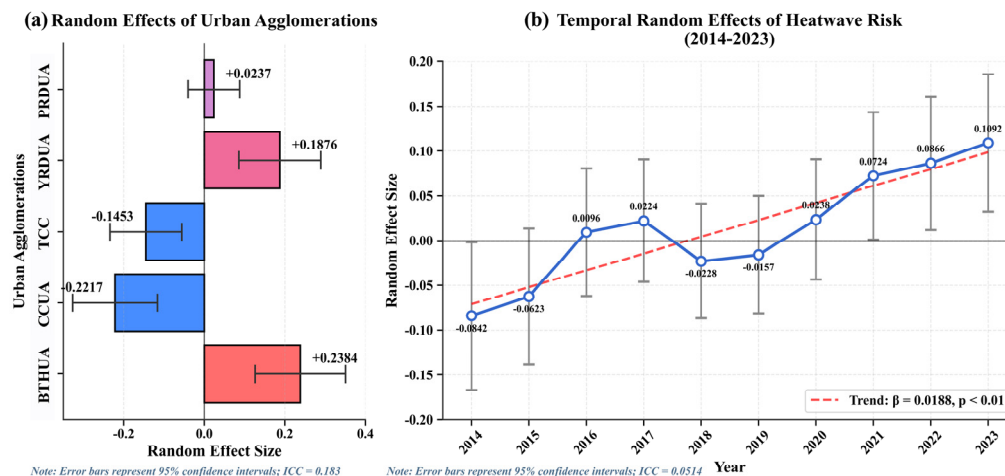 (a) Random Effects of Urban Agglomerations
Urban Agglomerations
PRDUA
YRDUA
TCC
CCUA
BTHUA
+0.0237
+0.1876
-0.1453
-0.2217
+0.2384
-0.2
0.0
0.2
0.4
Random Effect Size
Note: Error bars represent 95% confidence intervals; ICC = 0.183
(b) Temporal Random Effects of Heatwave Risk
(2014-2023)
Random Effect Size
0.20
0.15
0.10
0.05
0.00
-0.05
-0.10
-0.15
-0.20
-0.0842
-0.0623
0.0096
0.0224
-0.0228
-0.0157
0.0238
0.0724
0.0866
0.1092
Trend: β = 0.0188, p < 0.01
2014
2015
2016
2017
2018
2019
2020
2021
2022
2023
Year
Note: Error bars represent 95% confidence intervals; ICC = 0.0514